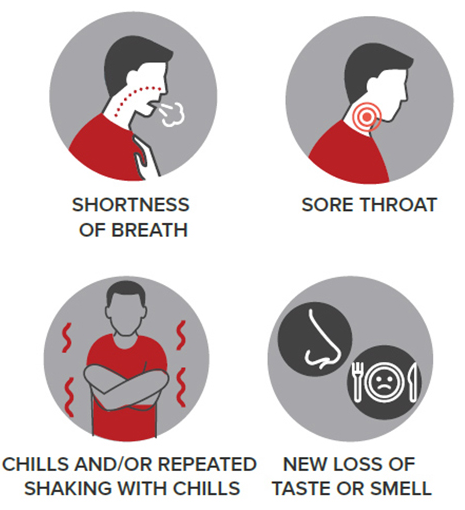 SHORTNESS
OF BREATH
SORE THROAT
CHILLS AND/OR REPEATED
SHAKING WITH CHILLS
NEW LOSS OF
TASTE OR SMELL